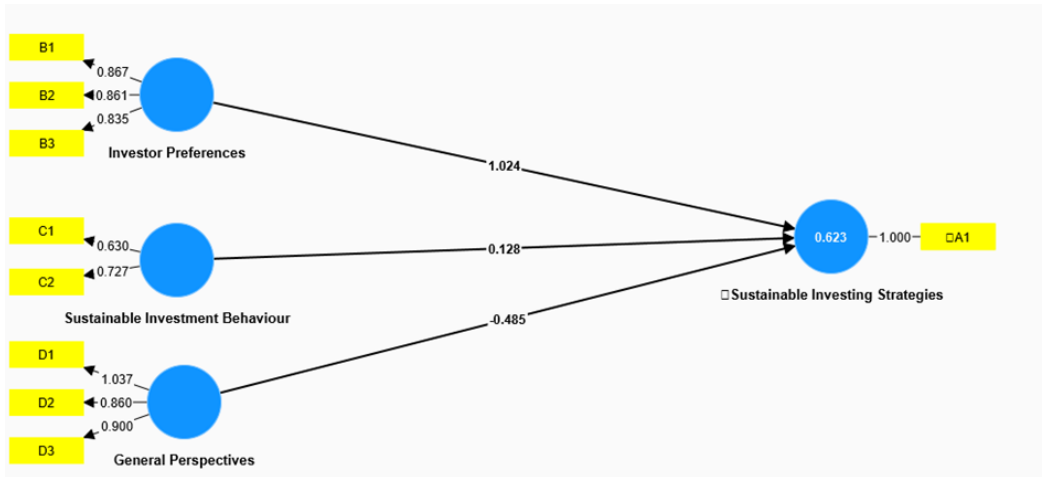 B1
0.867
B2
0.861
0.835
B3
Investor Preferences
1.024
C1
0.630
C2
0.727
Sustainable Investment Behaviour
0.128
0.623
1.000
□A1
□Sustainable Investing Strategies
-0.485
D1
1.037
D2
0.860
0.900
D3
General Perspectives